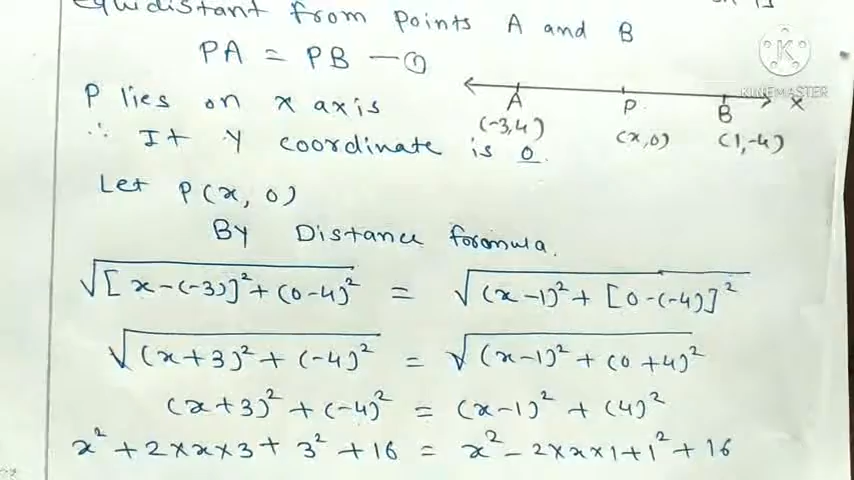 equidistant from points A and B
PA = PB — ①
P lies on x axis
∴ It Y coordinate is 0.
A P B X
(-3,4) (x,0) (1,-4)
K
KINEMASTER
Let P(x, 0)
By Distance formula.
√[x-(-3)]²+(0-4)² = √(x-1)²+[0-(-4)]²
√(x+3)²+(-4)² = √(x-1)²+(0+4)²
(x+3)²+(-4)² = (x-1)²+(4)²
x²+2×x×3+3²+16 = x²-2×x×1+1²+16